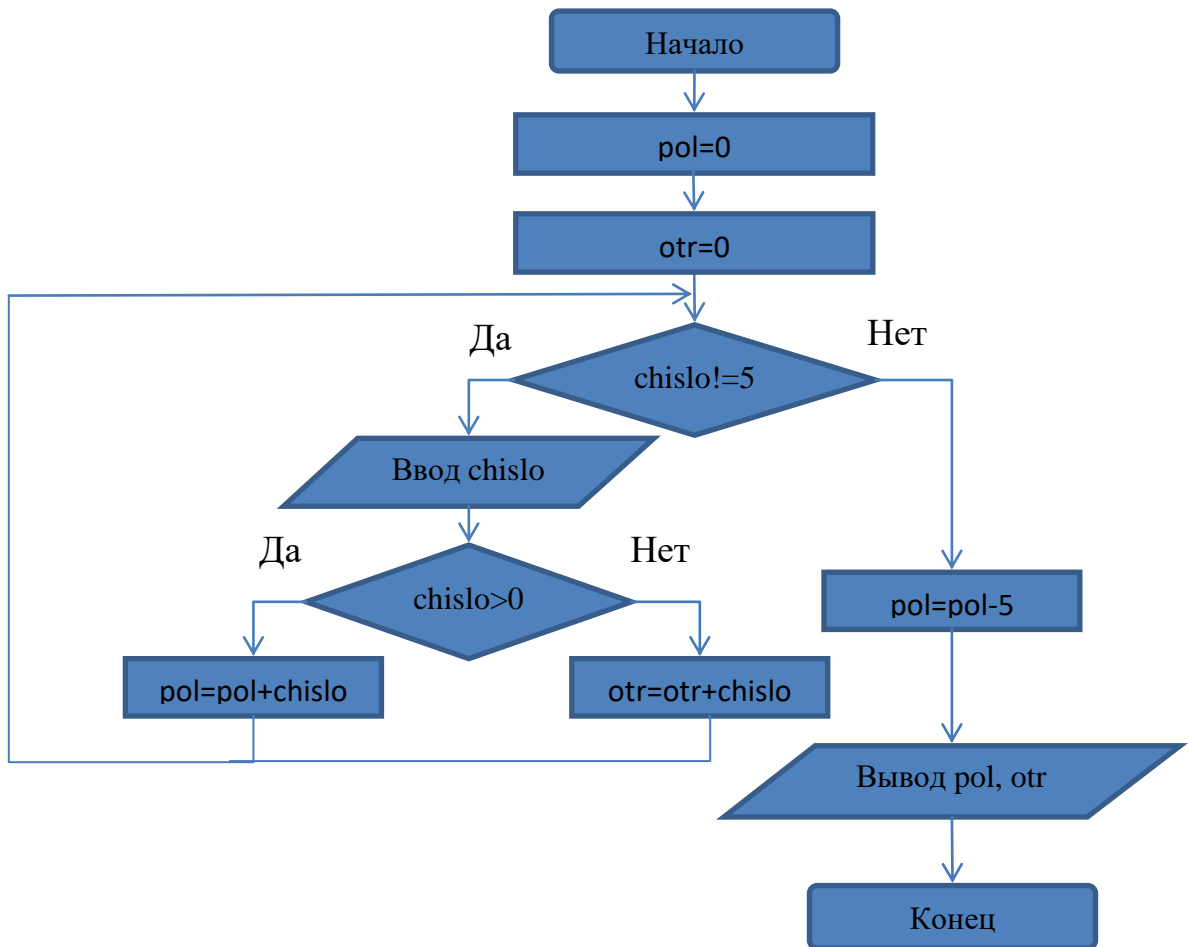 Начало
pol=0
otr=0
Да
Нет
chislo!=5
Ввод chislo
Да
Нет
chislo>0
pol=pol-5
pol=pol+chislo
otr=otr+chislo
Вывод pol, otr
Конец